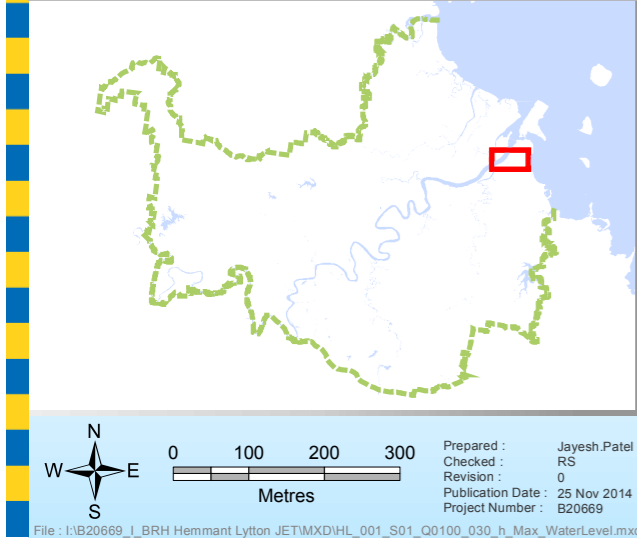 N
W E
S
0 100 200 300
Metres
Prepared : Jayesh.Patel
Checked : RS
Revision : 0
Publication Date : 25 Nov 2014
Project Number : B20669
File : I:\B20669_I_BRH Hemmant Lytton JET\MXD\HL_001_S01_Q0100_030_h_Max_WaterLevel.mxd